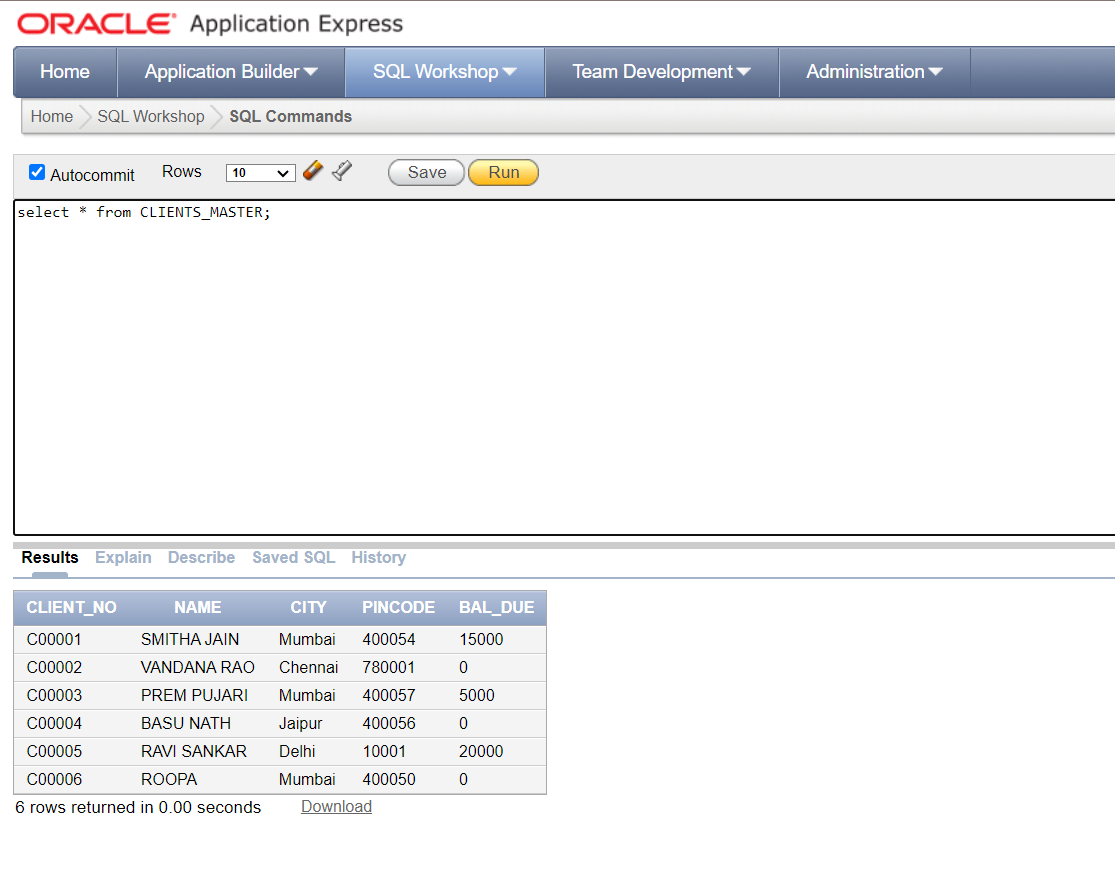 ORACLE® Application Express
Home Application Builder SQL Workshop Team Development Administration
Home SQL Workshop SQL Commands
Autocommit Rows 10 Save Run
select * from CLIENTS_MASTER;
Results Explain Describe Saved SQL History
CLIENT_NO NAME CITY PINCODE BAL_DUE
C00001 SMITHA JAIN Mumbai 400054 15000
C00002 VANDANA RAO Chennai 780001 0
C00003 PREM PUJARI Mumbai 400057 5000
C00004 BASU NATH Jaipur 400056 0
C00005 RAVI SANKAR Delhi 10001 20000
C00006 ROOPA Mumbai 400050 0
6 rows returned in 0.00 seconds Download